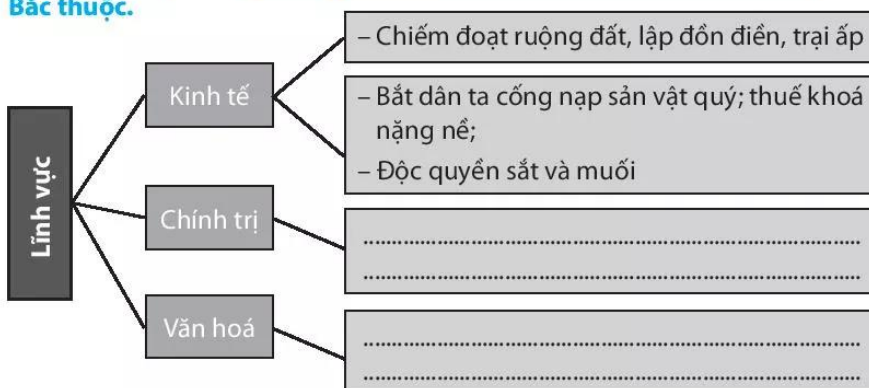 Bắc thuộc.
– Chiếm đoạt ruộng đất, lập đồn điền, trại ấp
Kinh tế
– Bắt dân ta cống nạp sản vật quý; thuế khoá
nặng nề;
– Độc quyền sắt và muối
Lĩnh vực
Chính trị
................................................................................
................................................................................
Văn hoá
................................................................................
................................................................................